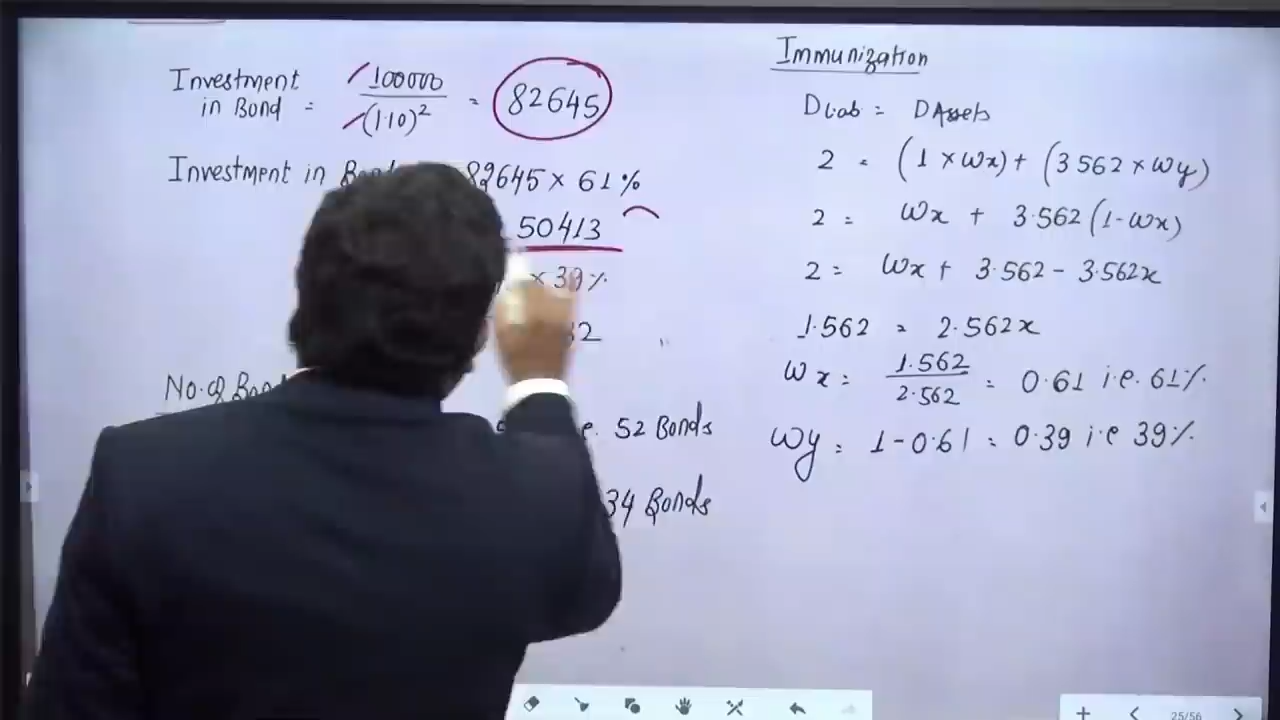 Investment in Bond = 100000 / (1.10)² = 82645
Investment in 82645 × 61%
50413
× 39%
32
No. of
52 Bonds
34 Bonds
Immunization
DLiab = DAssets
2 = (1 × wx) + (3.562 × wy)
2 = wx + 3.562 (1-wx)
2 = wx + 3.562 - 3.562x
1.562 = 2.562x
wx = 1.562 / 2.562 = 0.61 i.e. 61%
wy = 1-0.61 = 0.39 i.e 39%
25/56